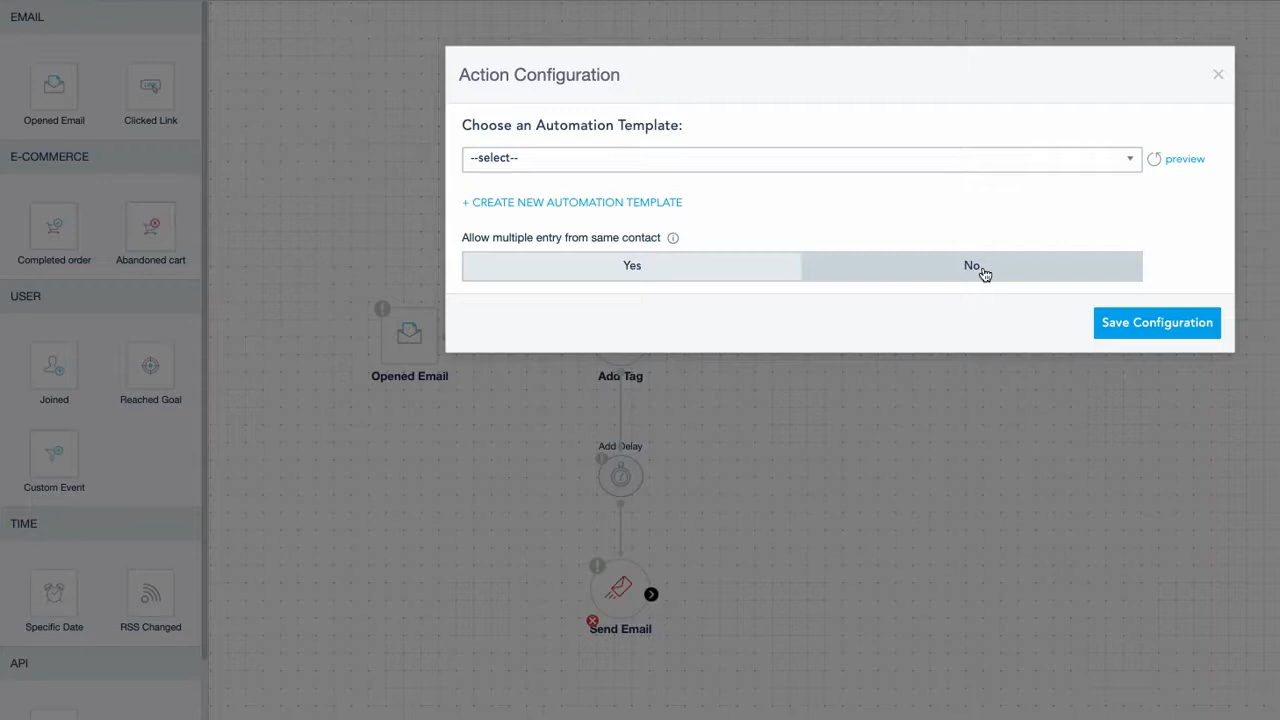 EMAIL
Opened Email
Clicked Link
E-COMMERCE
Completed order
Abandoned cart
USER
Joined
Reached Goal
Custom Event
TIME
Specific Date
RSS Changed
API
Action Configuration
Choose an Automation Template:
--select--
preview
+ CREATE NEW AUTOMATION TEMPLATE
Allow multiple entry from same contact
Yes
No
Save Configuration
Opened Email
Add Tag
Add Delay
Send Email